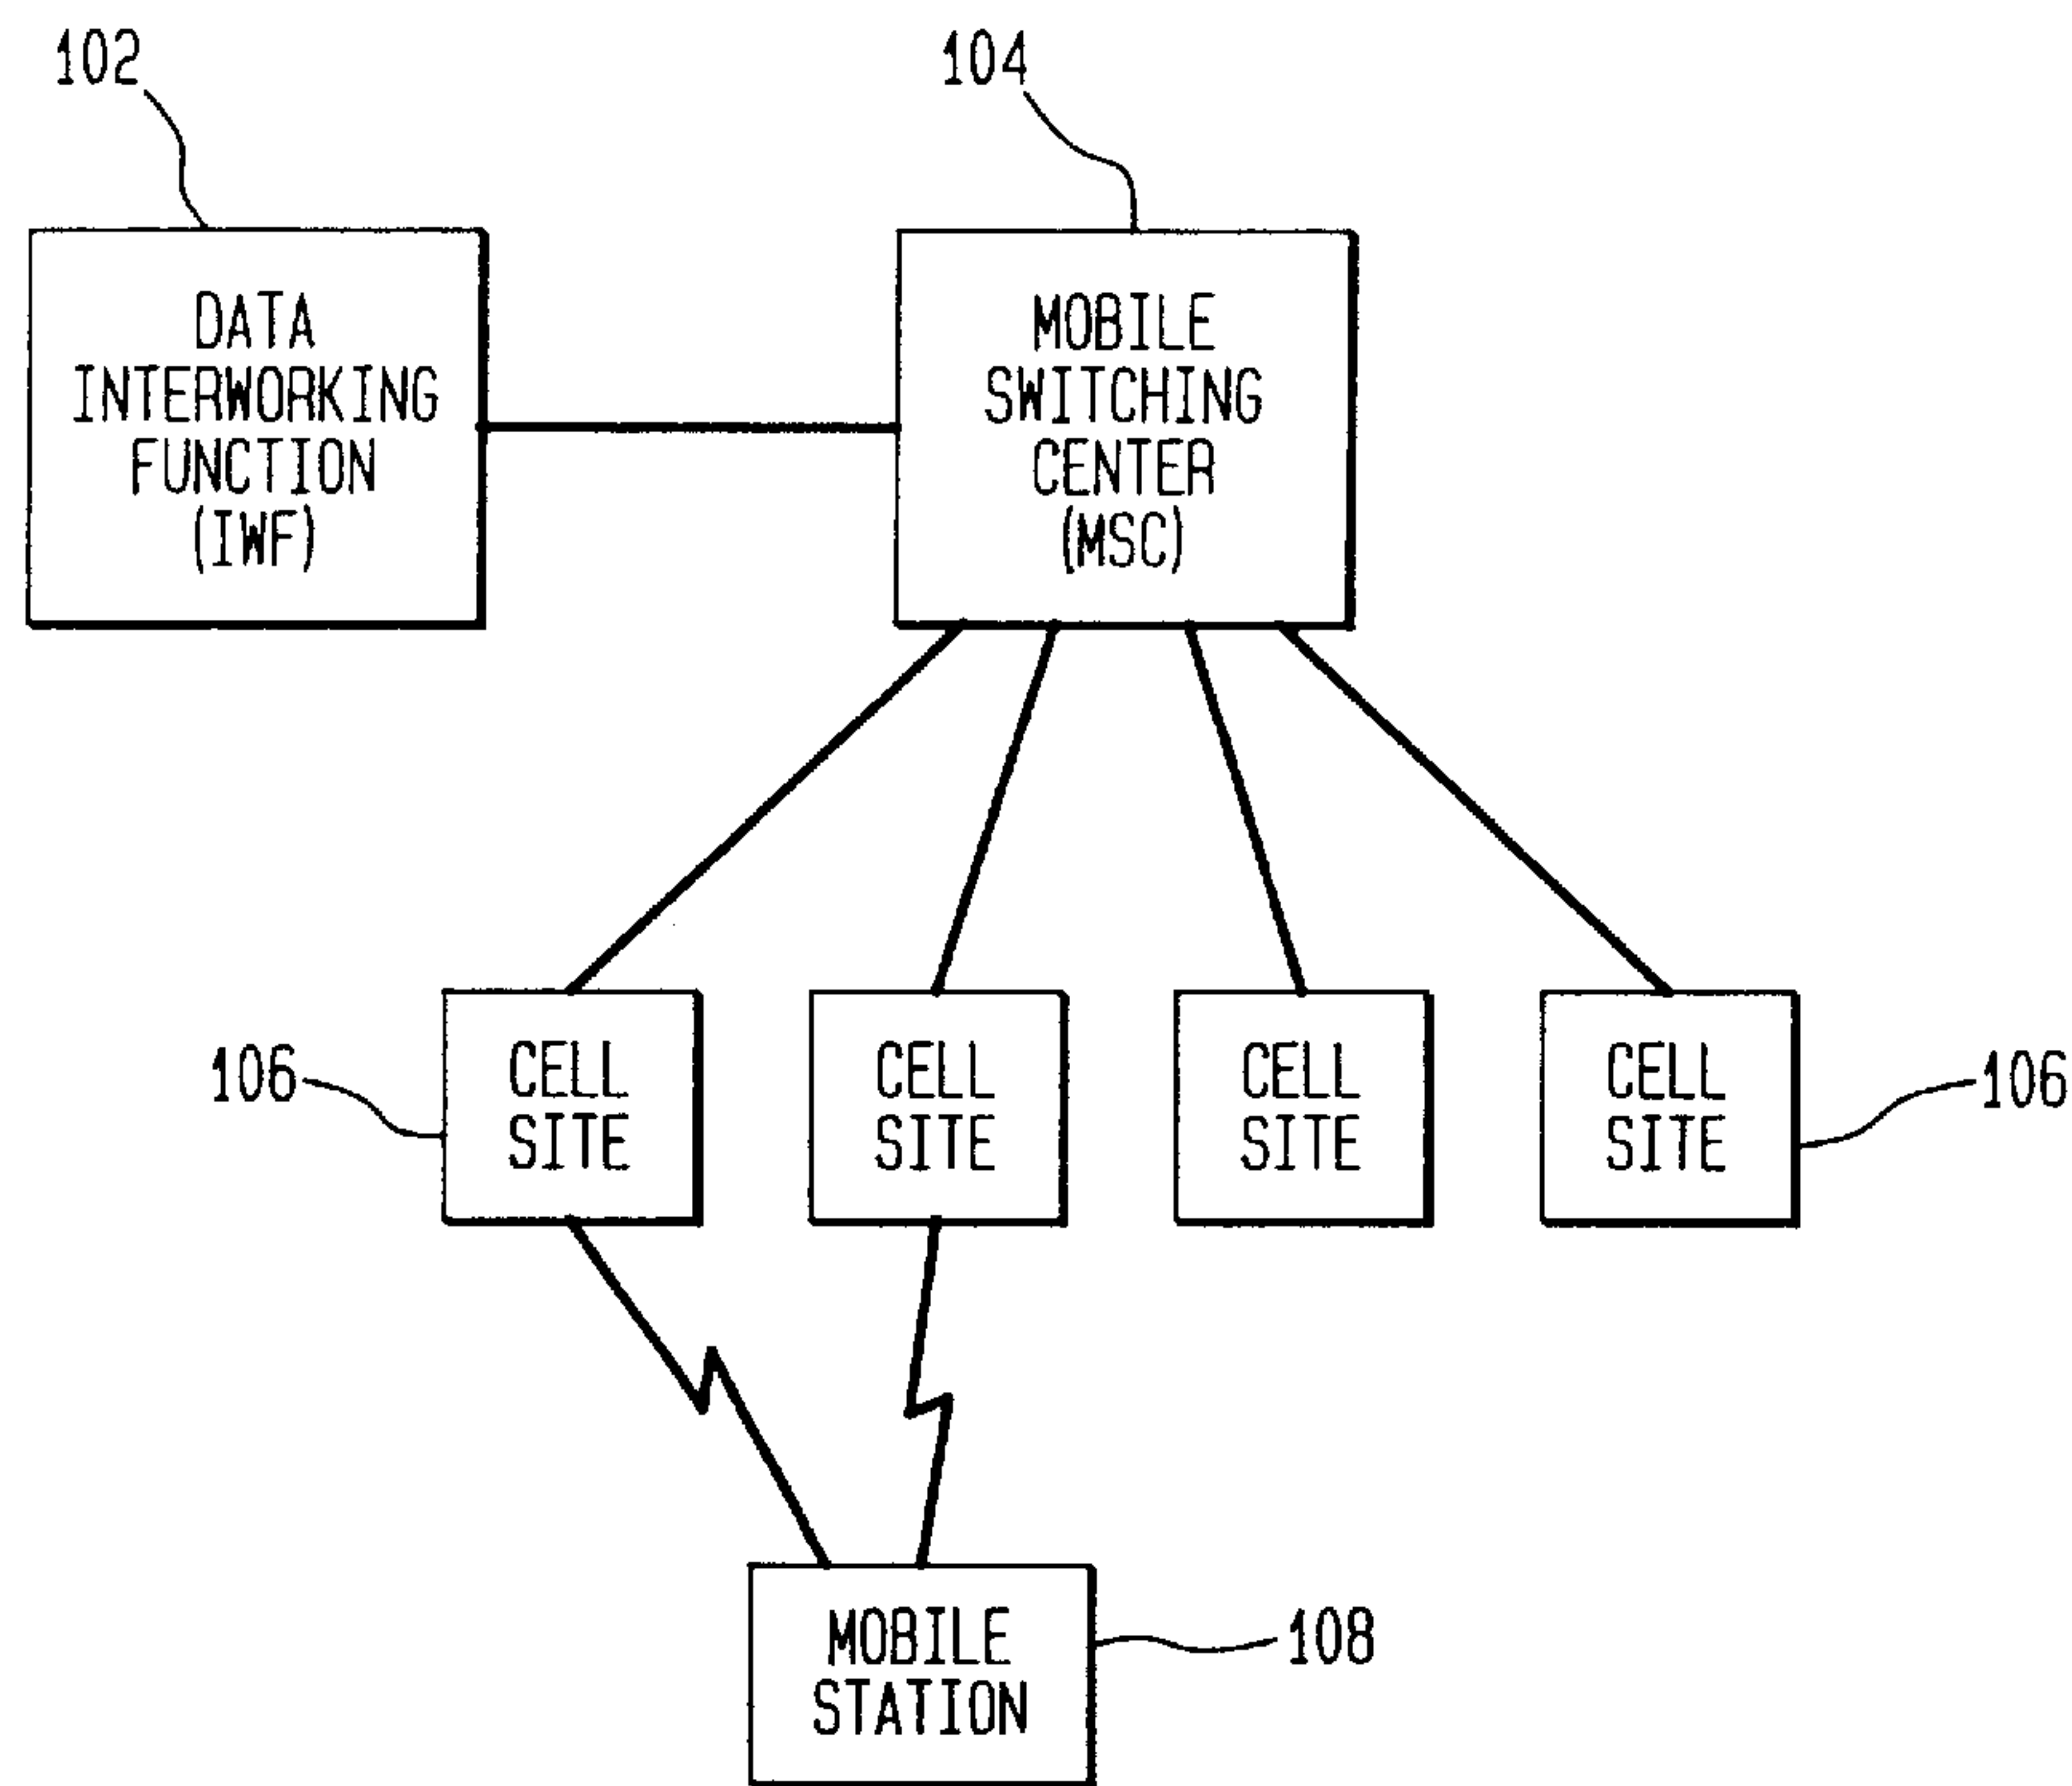 102
104
DATA
INTERWORKING
FUNCTION
(IWF)
MOBILE
SWITCHING
CENTER
(MSC)
106
CELL
SITE
CELL
SITE
CELL
SITE
CELL
SITE
106
MOBILE
STATION
108